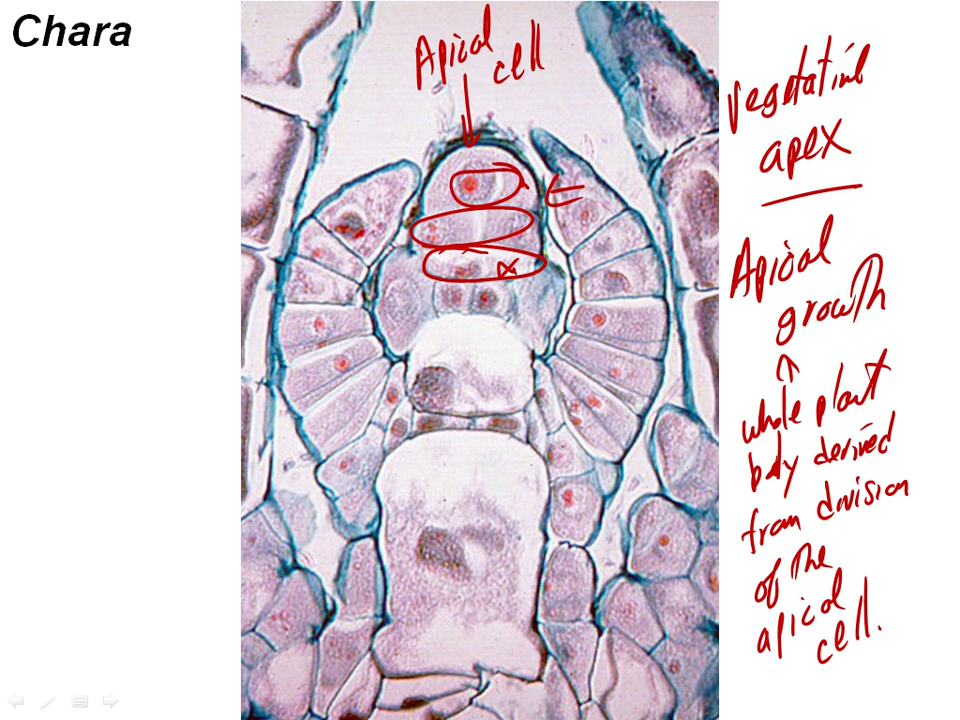 Chara
Apical
cell
vegetative
apex
Apical
growth
whole plant
body derived
from division
of the
apical
cell.